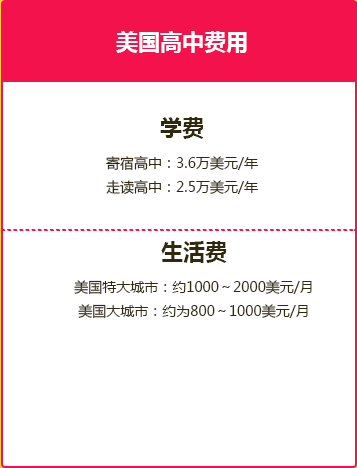 美国高中费用
学费
寄宿高中：3.6万美元/年
走读高中：2.5万美元/年
生活费
美国特大城市：约1000～2000美元/月
美国大城市：约为800～1000美元/月